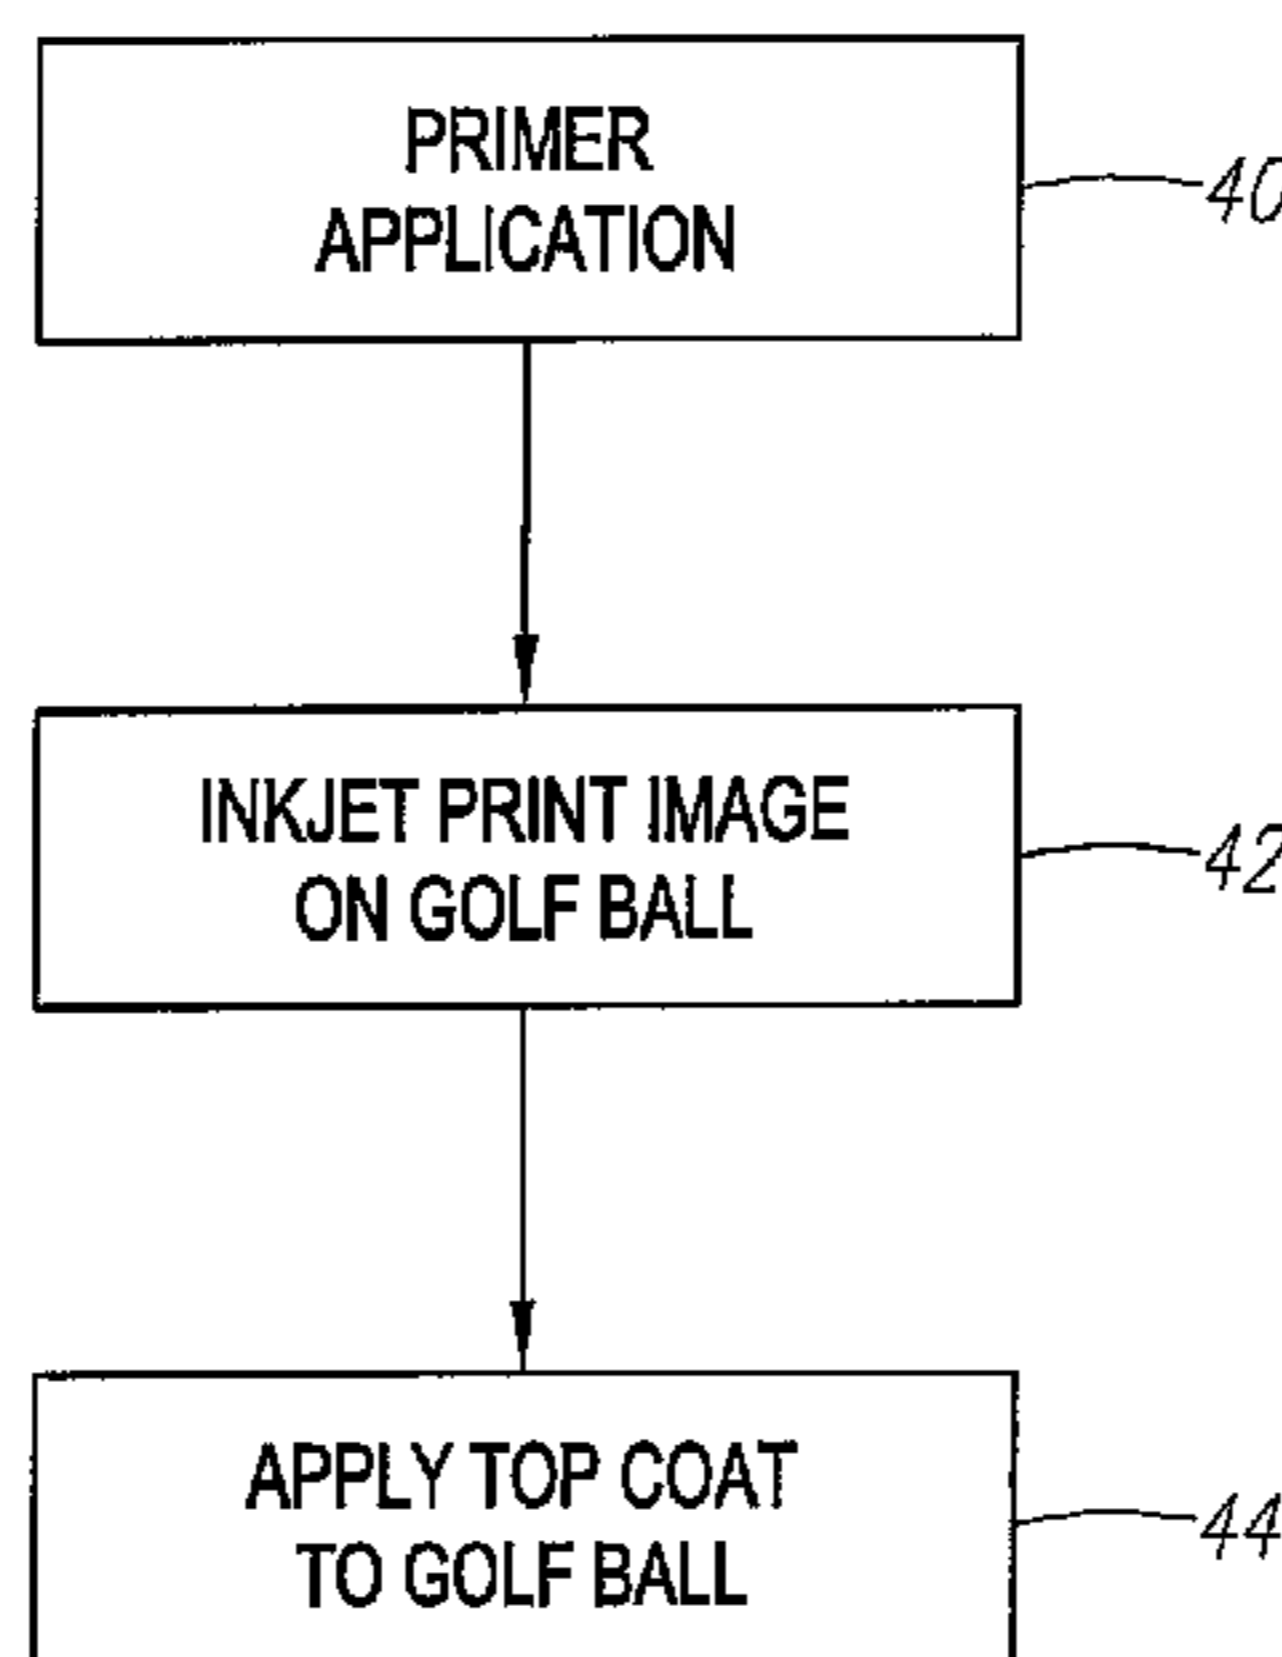 PRIMER
APPLICATION
40
INKJET PRINT IMAGE
ON GOLF BALL
42
APPLY TOP COAT
TO GOLF BALL
44